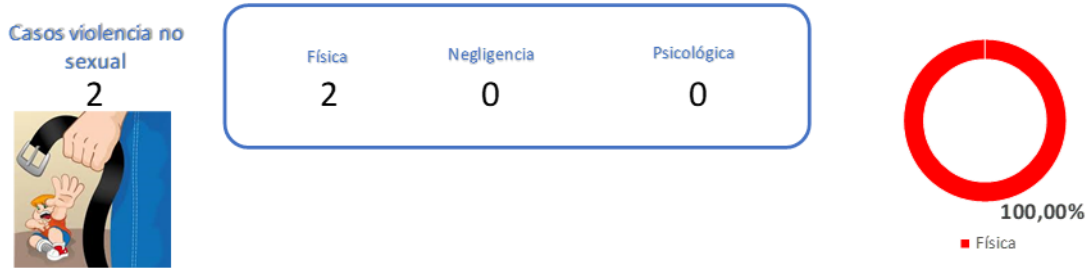 Casos violencia no
sexual
2
Física
Negligencia
Psicológica
2
0
0
100,00%
Física